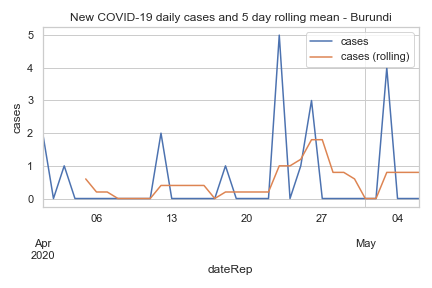 New COVID-19 daily cases and 5 day rolling mean - Burundi
cases
cases (rolling)
5
4
3
2
1
0
cases
06
13
20
27
04
Apr
2020
May
dateRep